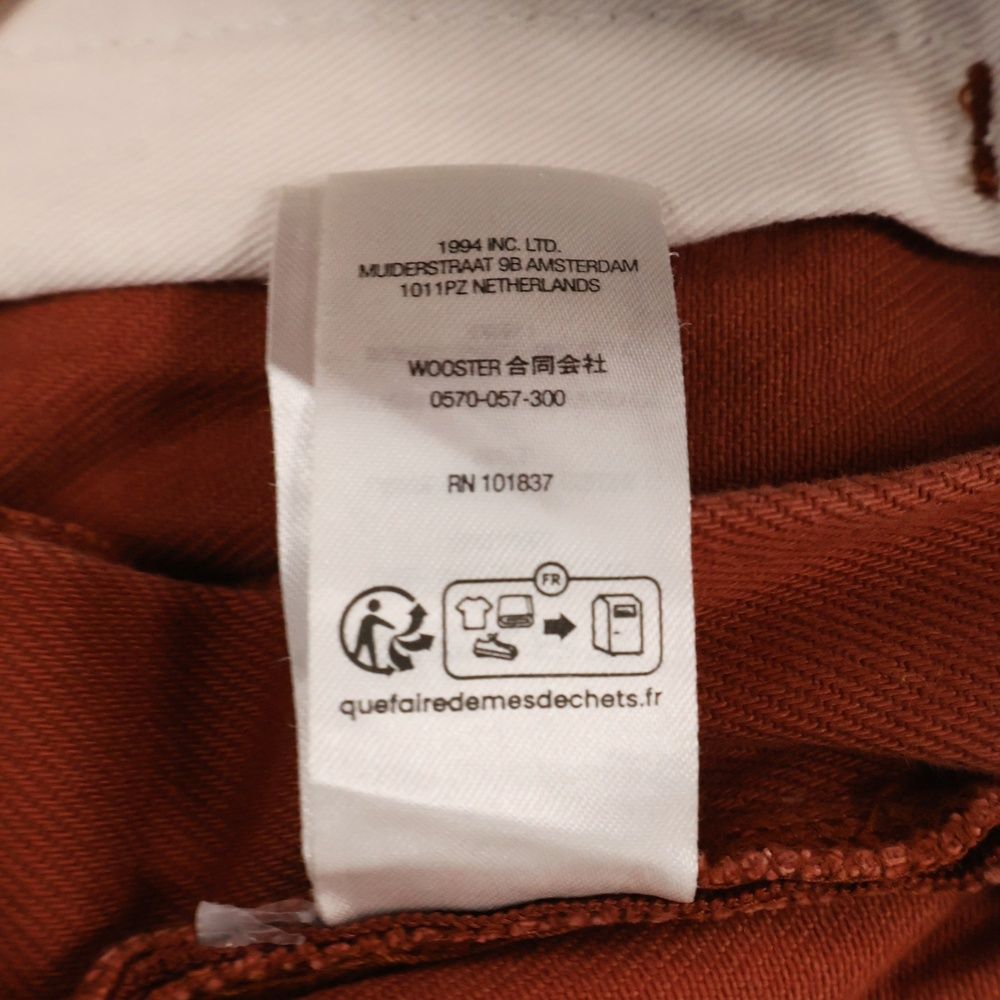 1994 INC. LTD.
MUIDERSTRAAT 9B AMSTERDAM
1011PZ NETHERLANDS
WOOSTER 合同会社
0570-057-300
RN 101837
FR
quefairedemesdechets.fr